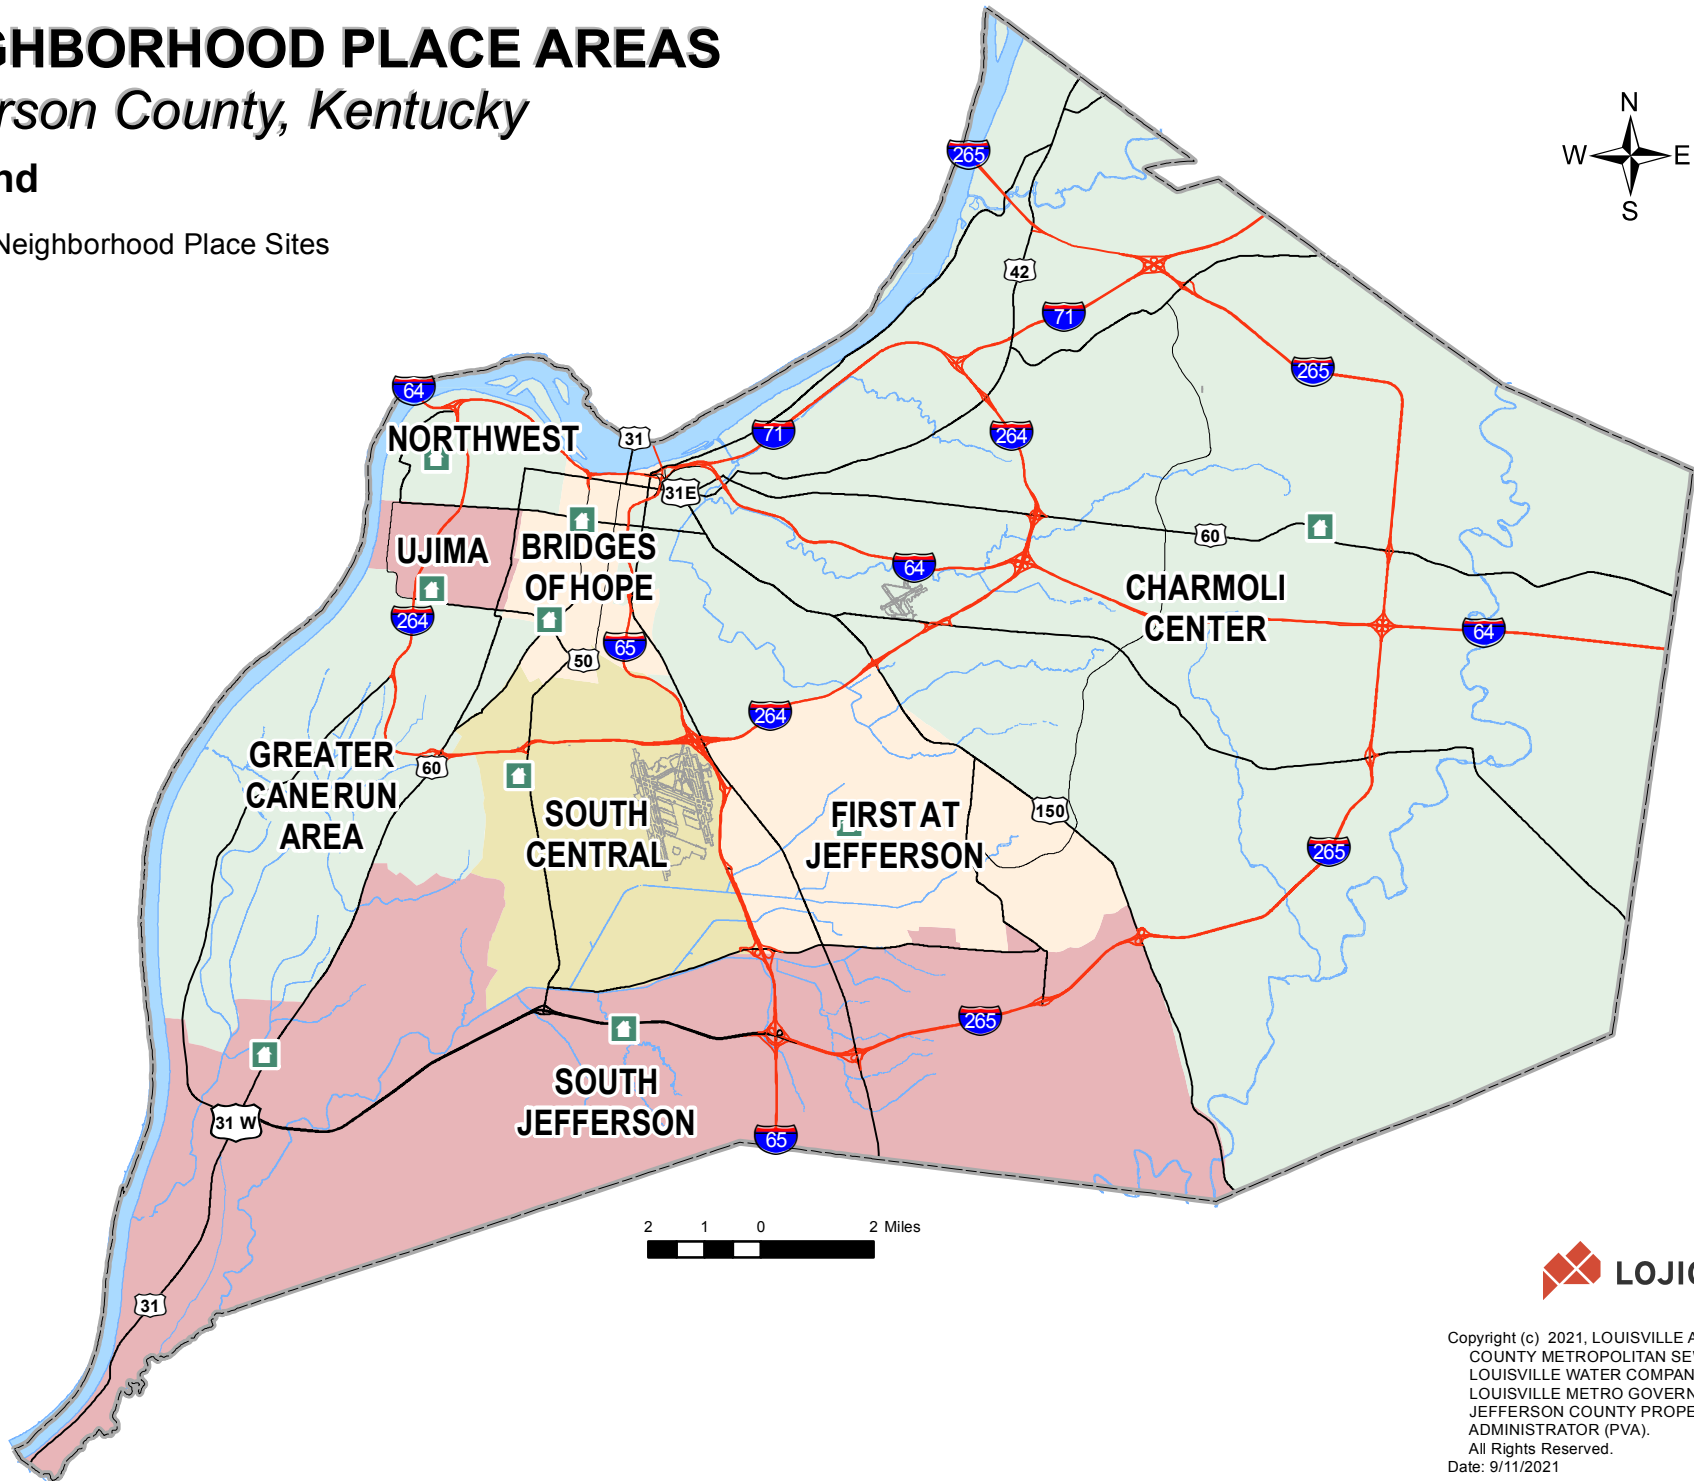 GHBORHOOD PLACE AREAS
rson County, Kentucky
nd
Neighborhood Place Sites
N
W E
S
265
42
71
265
64
NORTHWEST
31
71
264
31E
60
UJIMA
BRIDGES
OF HOPE
64
CHARMOLI
CENTER
264
65
50
64
264
GREATER
CANE RUN
AREA
60
SOUTH
CENTRAL
FIRST AT
JEFFERSON
150
265
265
SOUTH
JEFFERSON
31 W
65
31
2 1 0 2 Miles
LOJIC
Copyright (c) 2021, LOUISVILLE A
COUNTY METROPOLITAN SE
LOUISVILLE WATER COMPAN
LOUISVILLE METRO GOVERN
JEFFERSON COUNTY PROPE
ADMINISTRATOR (PVA).
All Rights Reserved.
Date: 9/11/2021